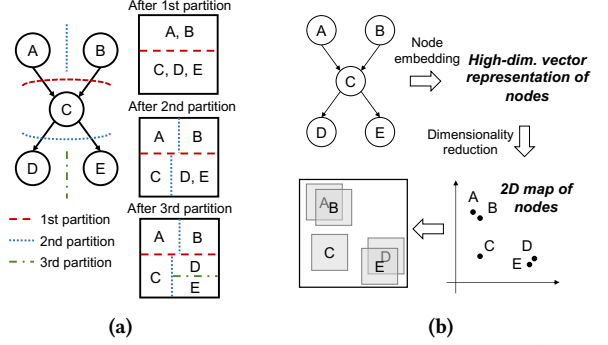 After 1st partition
A
B
C
D
E
A, B
C, D, E
After 2nd partition
A
B
C
D, E
After 3rd partition
A
B
C
D
E
1st partition
2nd partition
3rd partition
(a)
A
B
C
D
E
Node
embedding
High-dim. vector
representation of
nodes
Dimensionality
reduction
2D map of
nodes
A
B
C
D
E
A
B
C
D
E
(b)